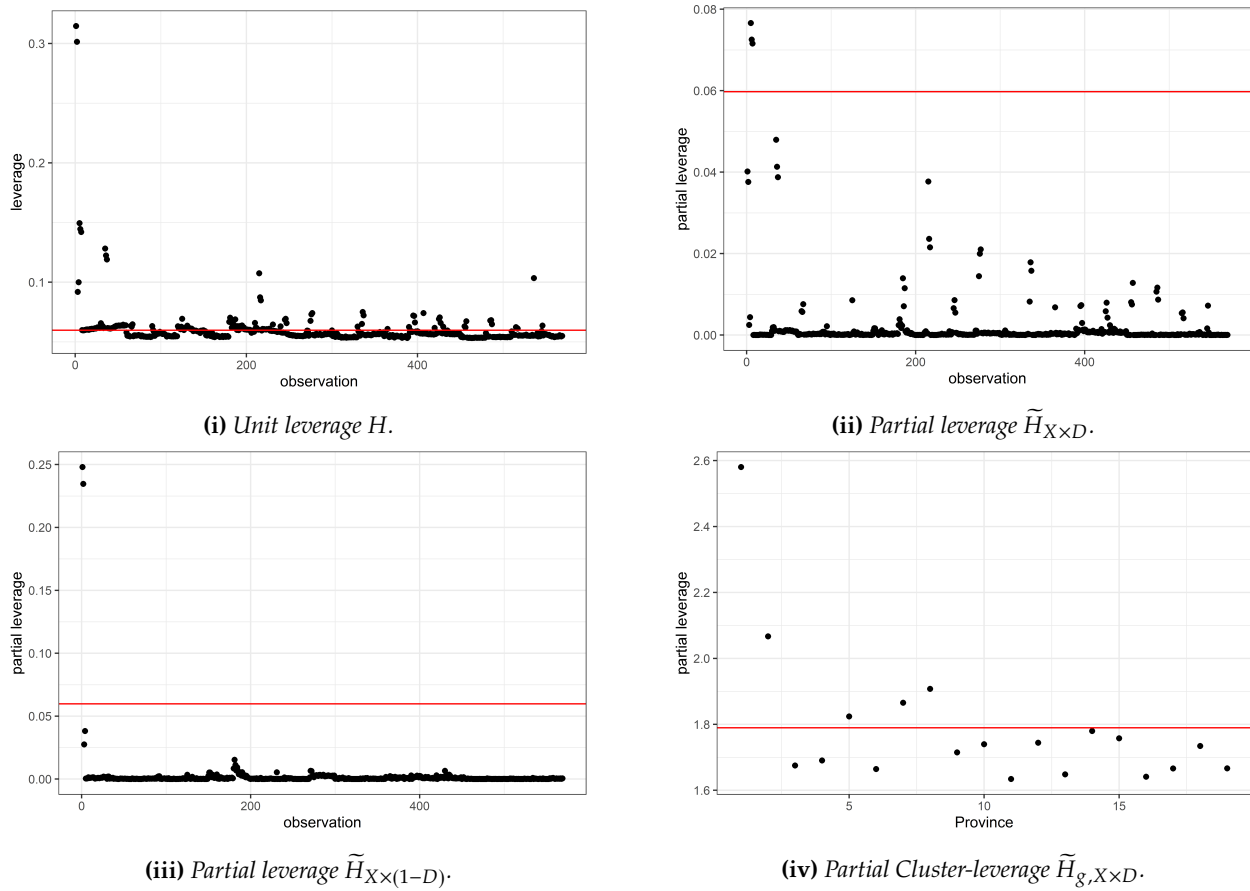 0.3
0.2
0.1
leverage
0
200
400
observation
(i) Unit leverage H.
0.08
0.06
0.04
0.02
0.00
partial leverage
0
200
400
observation
(ii) Partial leverage H̃X×D.
0.25
0.20
0.15
0.10
0.05
0.00
partial leverage
0
200
400
observation
(iii) Partial leverage H̃X×(1−D).
2.6
2.4
2.2
2.0
1.8
1.6
partial leverage
5
10
15
Province
(iv) Partial Cluster-leverage H̃g,X×D.